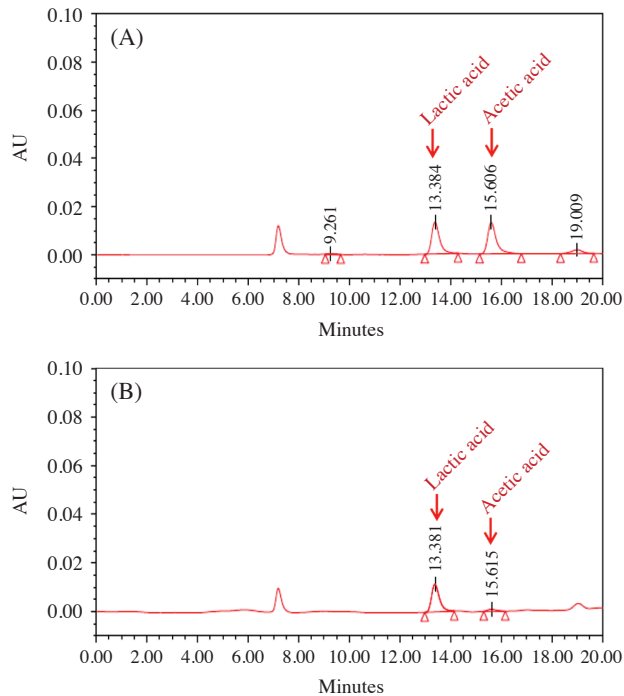 (A)
0.10
0.08
0.06
0.04
0.02
0.00
AU
Lactic acid
Acetic acid
9.261
13.384
15.606
19.009
0.00 2.00 4.00 6.00 8.00 10.00 12.00 14.00 16.00 18.00 20.00
Minutes
(B)
0.10
0.08
0.06
0.04
0.02
0.00
AU
Lactic acid
Acetic acid
13.381
15.615
0.00 2.00 4.00 6.00 8.00 10.00 12.00 14.00 16.00 18.00 20.00
Minutes